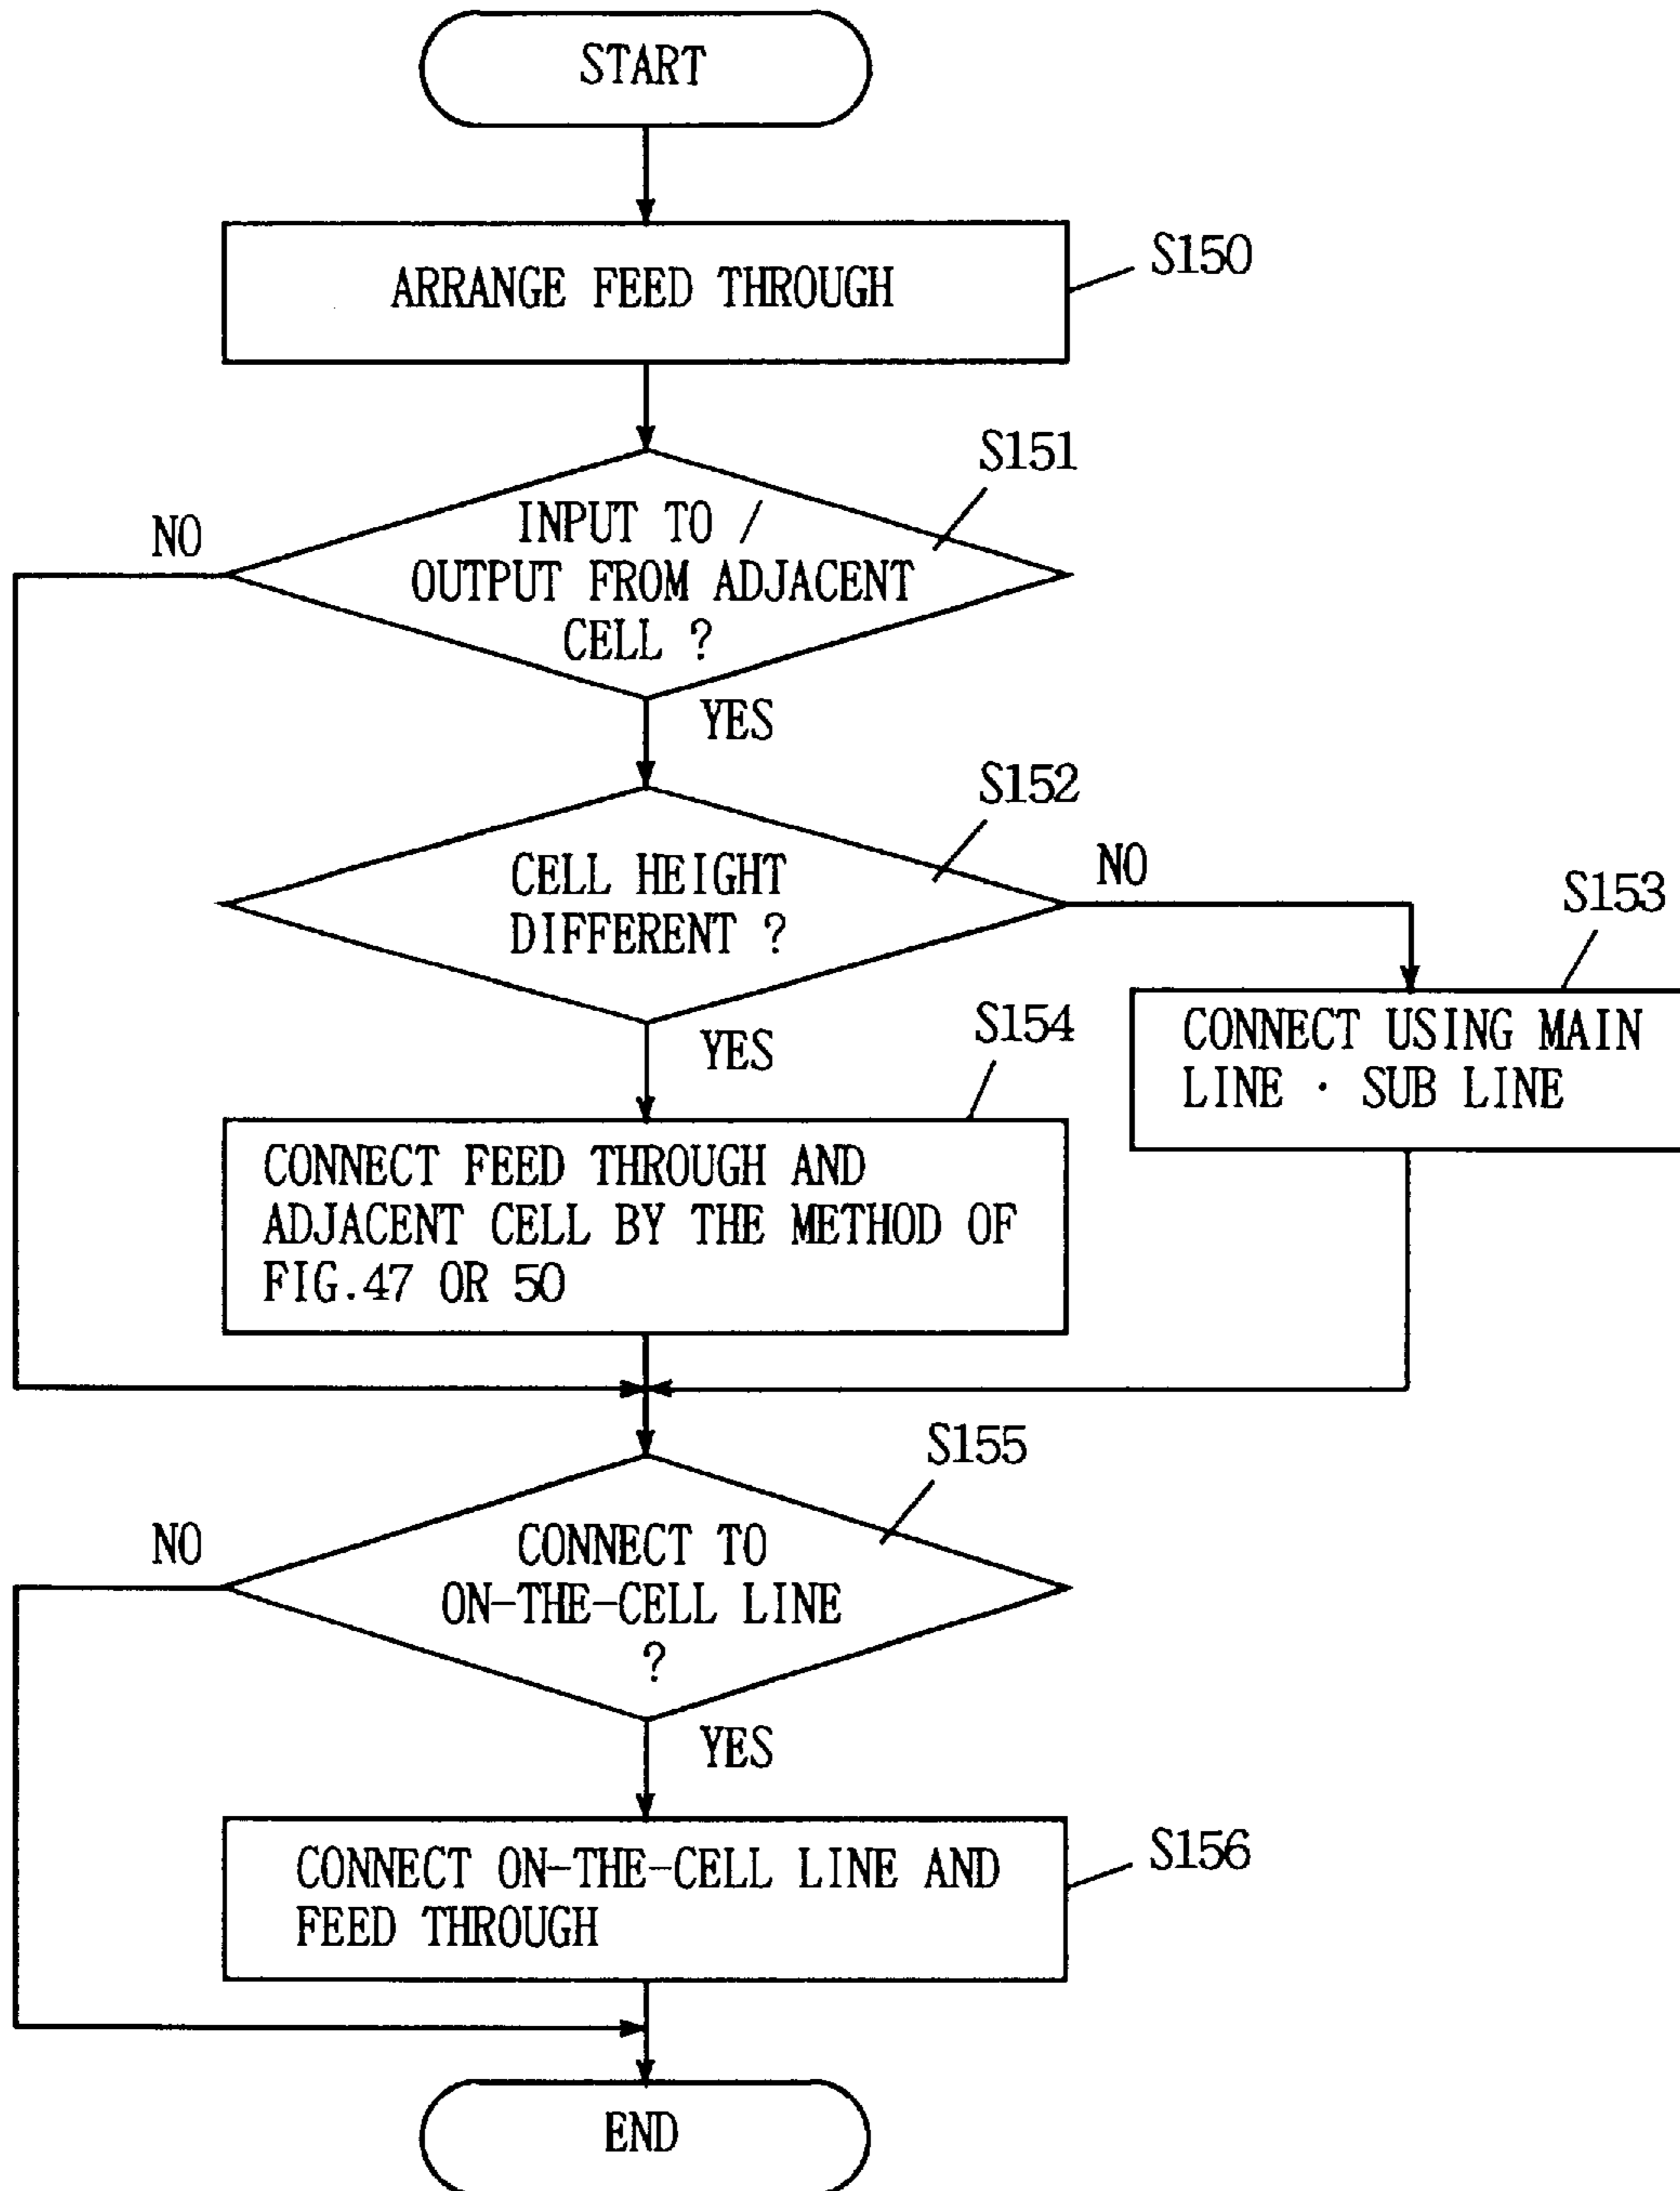 START
ARRANGE FEED THROUGH
S150
S151
INPUT TO /
OUTPUT FROM ADJACENT
CELL ?
NO
YES
S152
CELL HEIGHT
DIFFERENT ?
NO
YES
S153
CONNECT USING MAIN
LINE · SUB LINE
S154
CONNECT FEED THROUGH AND
ADJACENT CELL BY THE METHOD OF
FIG.47 OR 50
S155
CONNECT TO
ON-THE-CELL LINE
?
NO
YES
S156
CONNECT ON-THE-CELL LINE AND
FEED THROUGH
END